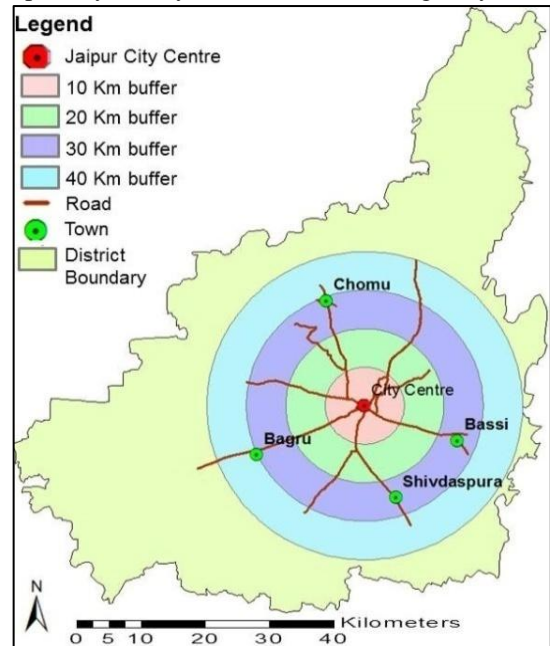 Legend
Jaipur City Centre
10 Km buffer
20 Km buffer
30 Km buffer
40 Km buffer
Road
Town
District
Boundary
Chomu
City Centre
Bassi
Bagru
Shivdaspura
N
Kilometers
0 5 10 20 30 40